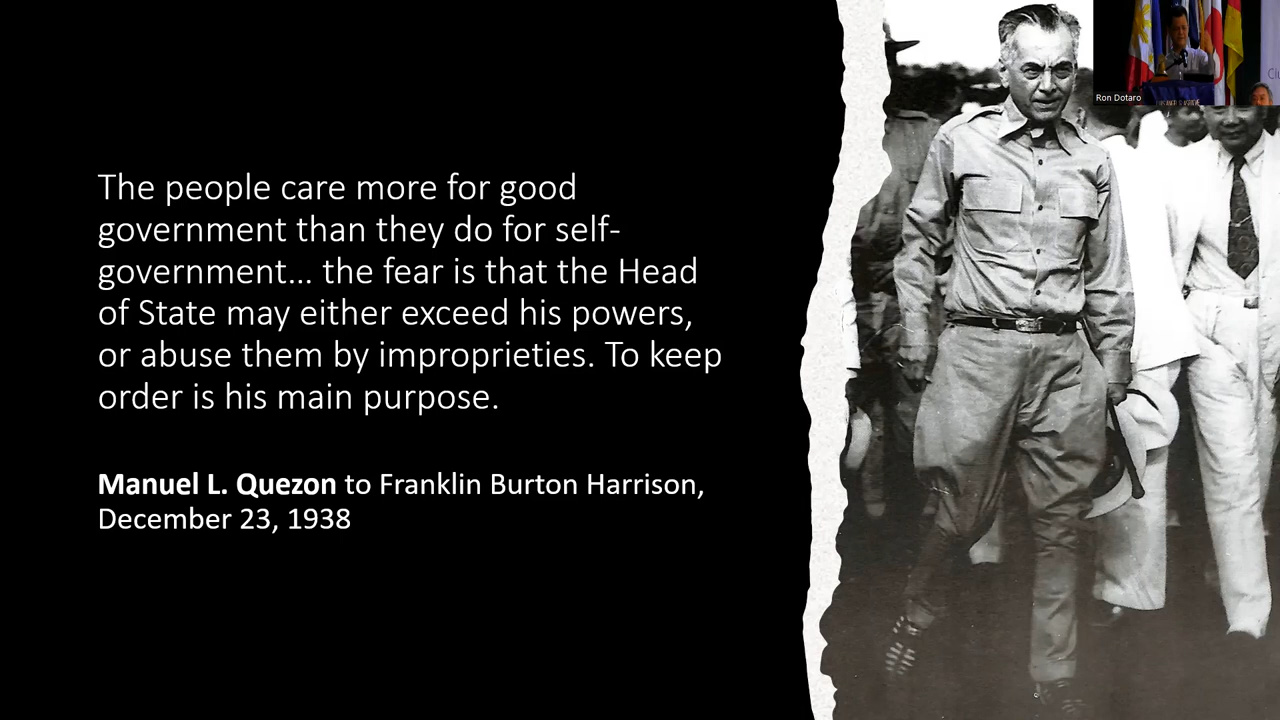 The people care more for good
government than they do for self-
government... the fear is that the Head
of State may either exceed his powers,
or abuse them by improprieties. To keep
order is his main purpose.
Manuel L. Quezon to Franklin Burton Harrison,
December 23, 1938
Ron Dotaro